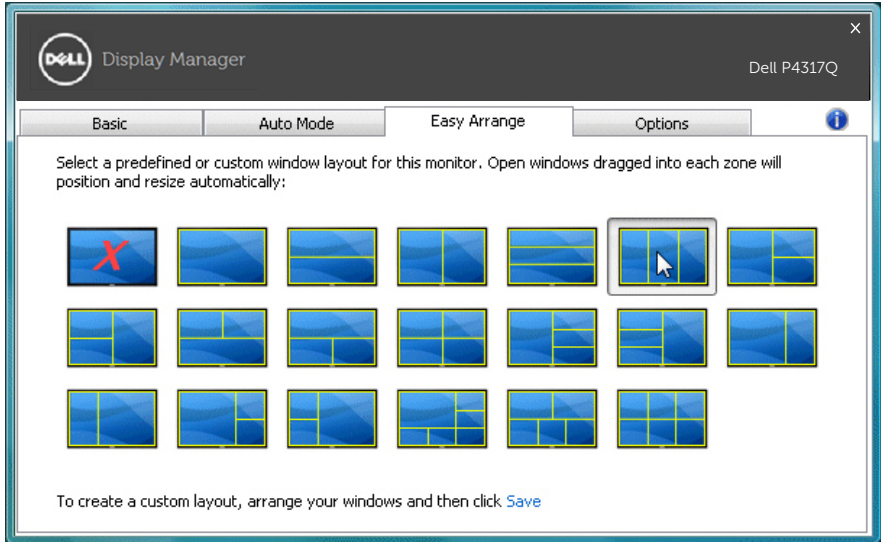 X
DELL Display Manager
Dell P4317Q
Basic Auto Mode Easy Arrange Options i
Select a predefined or custom window layout for this monitor. Open windows dragged into each zone will
position and resize automatically:
X
To create a custom layout, arrange your windows and then click Save